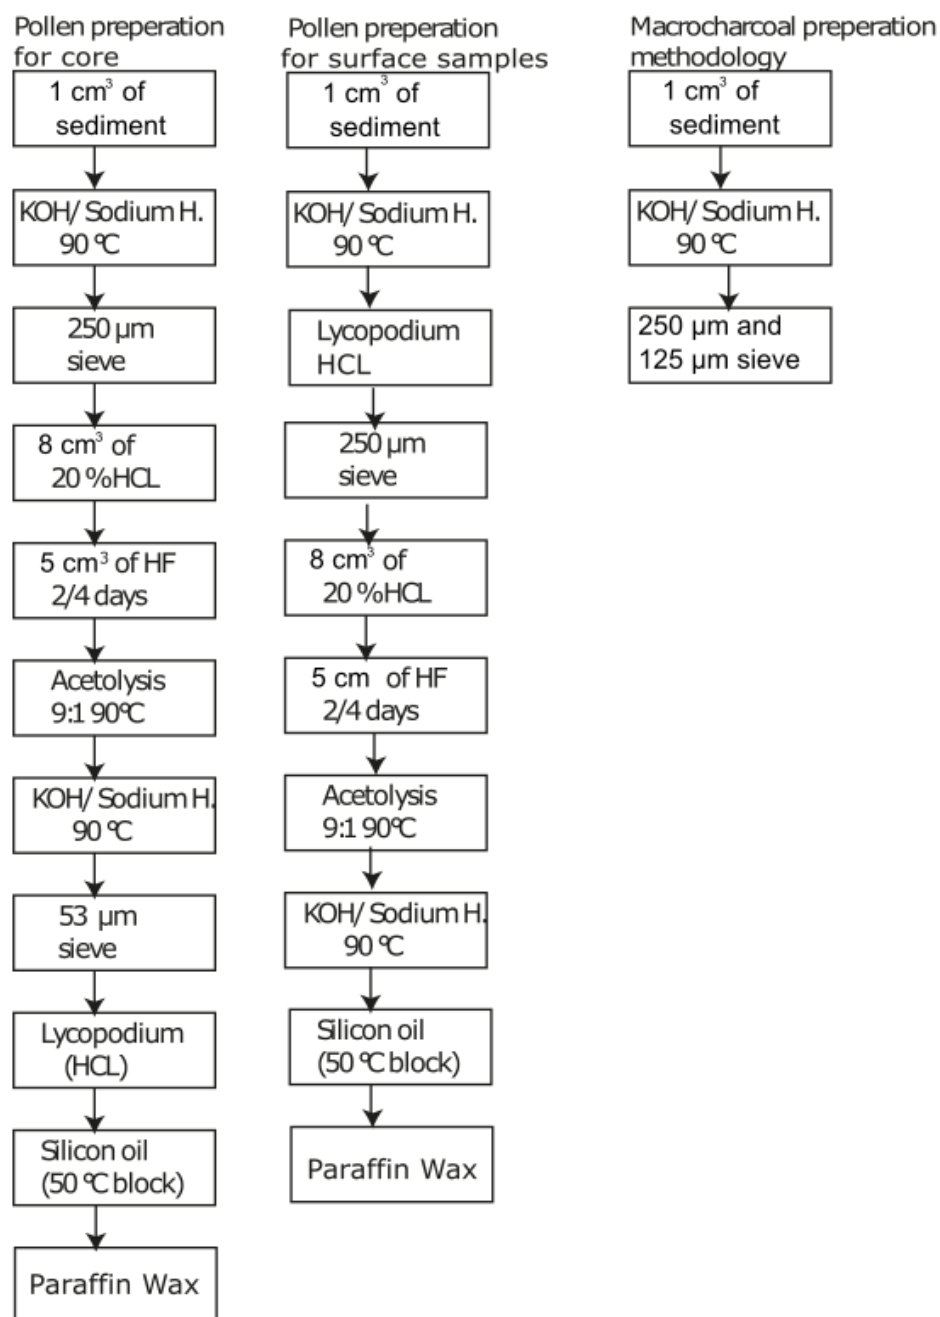 Pollen preperation
for core
1 cm³ of
sediment
KOH/ Sodium H.
90 °C
250 µm
sieve
8 cm³ of
20 %HCL
5 cm³ of HF
2/4 days
Acetolysis
9:1 90°C
KOH/ Sodium H.
90 °C
53 µm
sieve
Lycopodium
(HCL)
Silicon oil
(50 °C block)
Paraffin Wax
Pollen preperation
for surface samples
1 cm³ of
sediment
KOH/ Sodium H.
90 °C
Lycopodium
HCL
250 µm
sieve
8 cm³ of
20 %HCL
5 cm of HF
2/4 days
Acetolysis
9:1 90°C
KOH/ Sodium H.
90 °C
Silicon oil
(50 °C block)
Paraffin Wax
Macrocharcoal preperation
methodology
1 cm³ of
sediment
KOH/ Sodium H.
90 °C
250 µm and
125 µm sieve